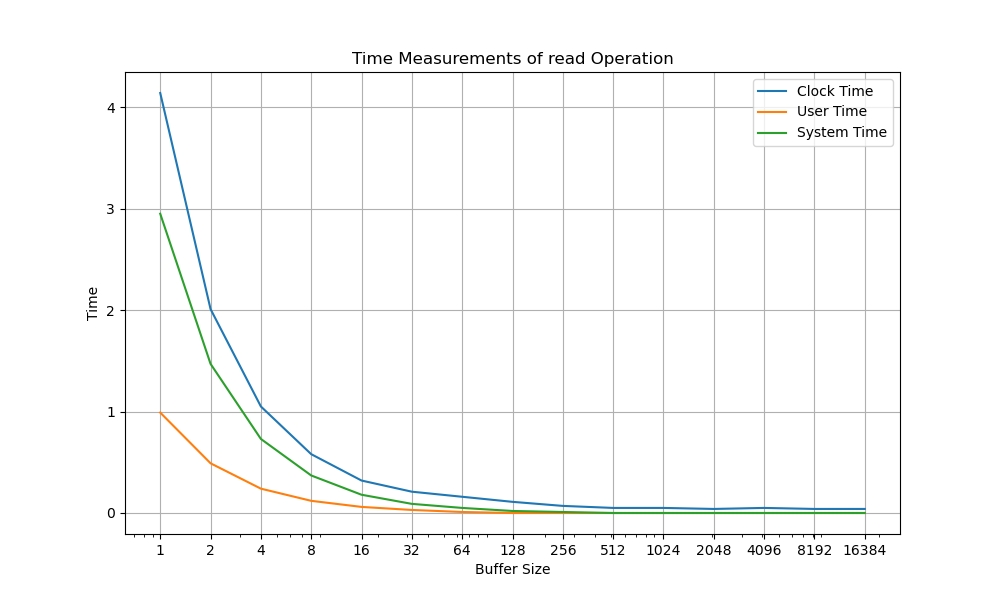 Time Measurements of read Operation
Clock Time
User Time
System Time
4
3
2
1
0
Time
1 2 4 8 16 32 64 128 256 512 1024 2048 4096 8192 16384
Buffer Size